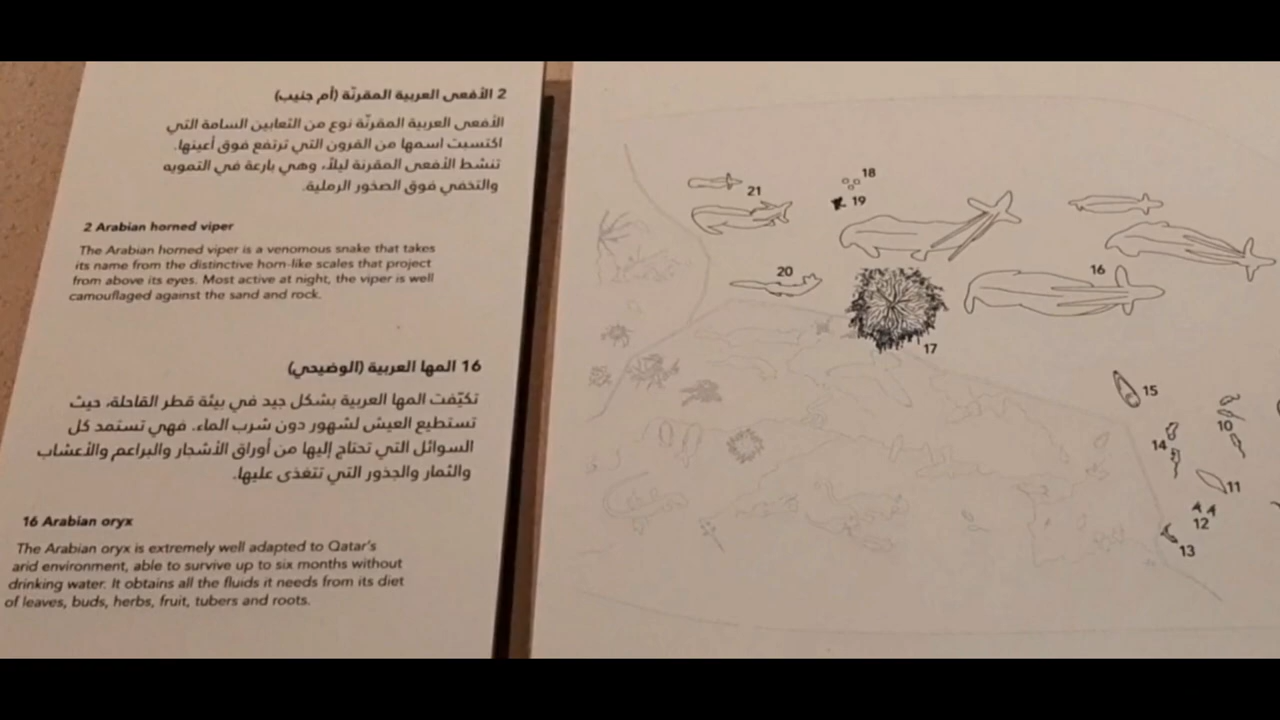 2 الأفعى العربية المقرنّة (أم جنيب)
الأفعى العربية المقرنّة نوع من الثعابين السامة التي
اكتسبت اسمها من القرون التي ترتفع فوق أعينها.
تنشط الأفعى المقرنة ليلاً، وهي بارعة في التمويه
والتخفي فوق الصخور الرملية.
2 Arabian horned viper
The Arabian horned viper is a venomous snake that takes
its name from the distinctive horn-like scales that project
from above its eyes. Most active at night, the viper is well
camouflaged against the sand and rock.
16 المها العربية (الوضيحي)
تكيّفت المها العربية بشكل جيد في بيئة قطر القاحلة، حيث
تستطيع العيش لشهور دون شرب الماء. فهي تستمد كل
السوائل التي تحتاج إليها من أوراق الأشجار والبراعم والأعشاب
والثمار والجذور التي تتغذى عليها.
16 Arabian oryx
The Arabian oryx is extremely well adapted to Qatar's
arid environment, able to survive up to six months without
drinking water. It obtains all the fluids it needs from its diet
of leaves, buds, herbs, fruit, tubers and roots.
18
21
19
20
16
17
15
10
14
11
12
13